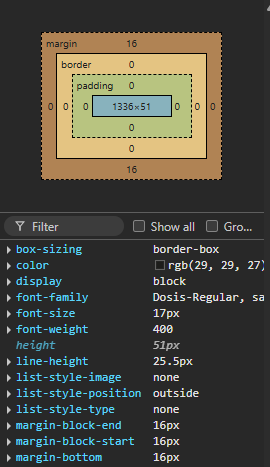 margin 16
border 0
padding 0
0 0 0 1336×51 0 0 0
0
0
16
Filter Show all Gro...
box-sizing border-box
color rgb(29, 29, 27)
display block
font-family Dosis-Regular, sa
font-size 17px
font-weight 400
height 51px
line-height 25.5px
list-style-image none
list-style-position outside
list-style-type none
margin-block-end 16px
margin-block-start 16px
margin-bottom 16px